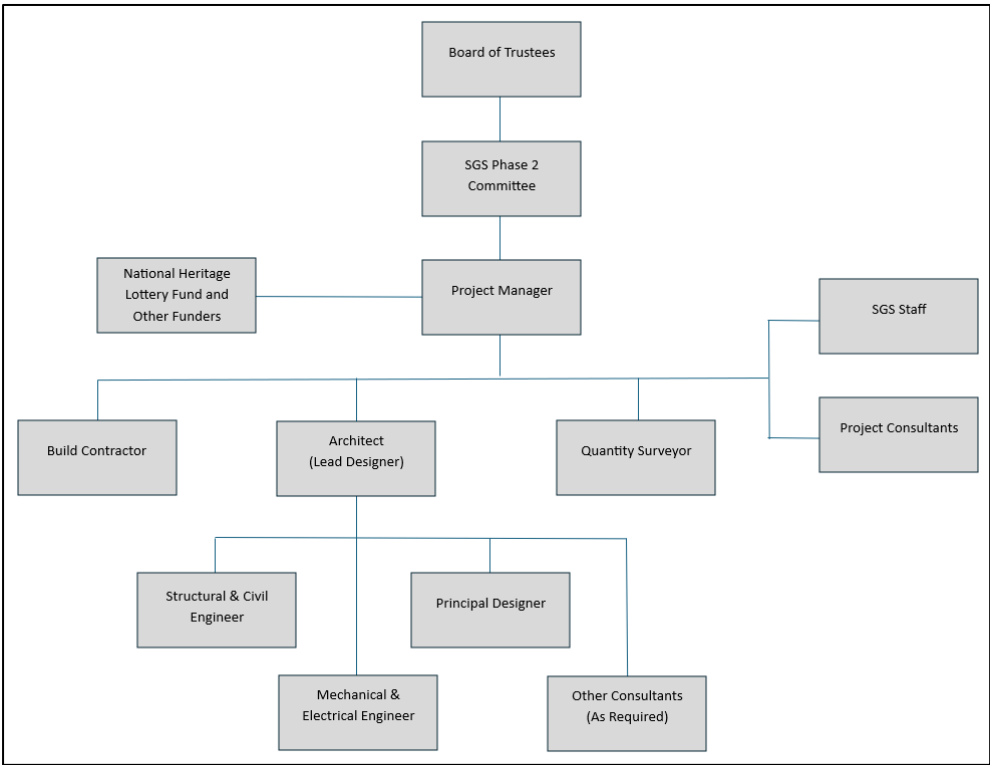 Board of Trustees
SGS Phase 2
Committee
National Heritage
Lottery Fund and
Other Funders
Project Manager
SGS Staff
Project Consultants
Build Contractor
Architect
(Lead Designer)
Quantity Surveyor
Structural & Civil
Engineer
Principal Designer
Mechanical &
Electrical Engineer
Other Consultants
(As Required)